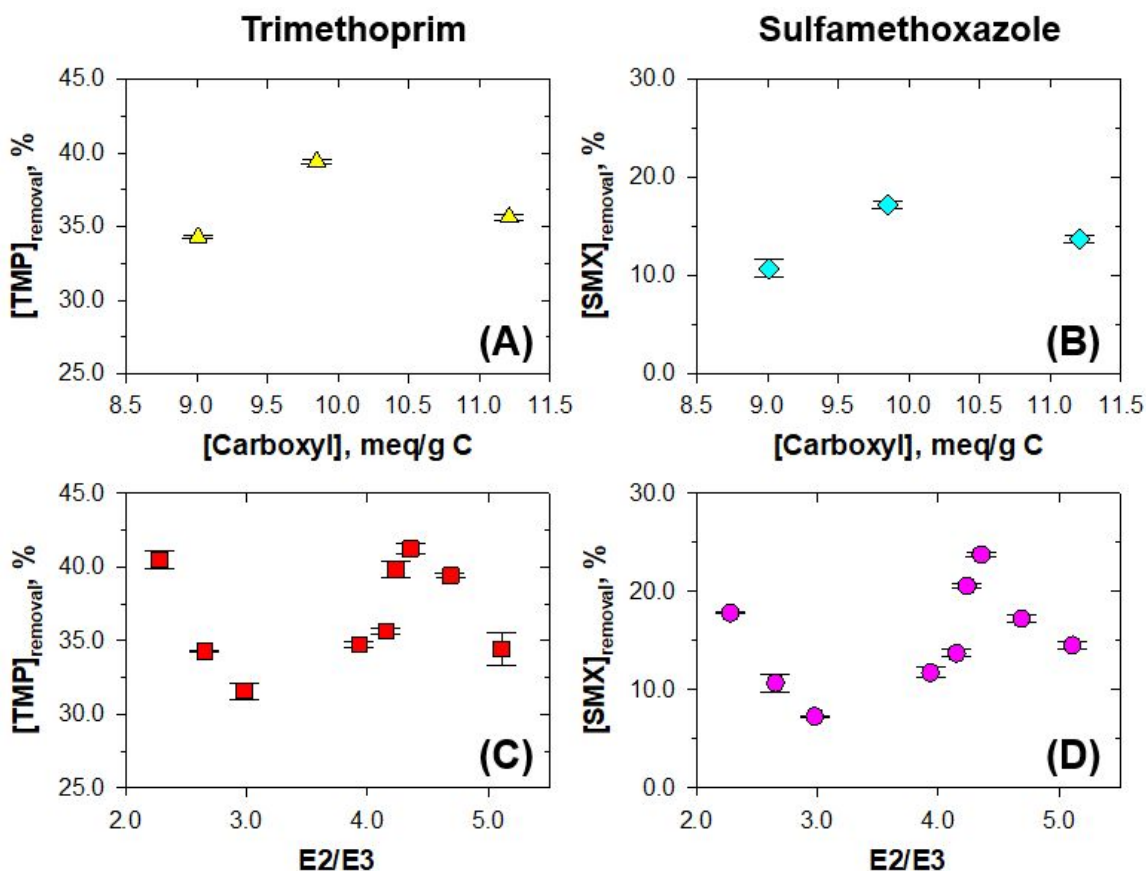 Trimethoprim
Sulfamethoxazole
45.0
40.0
35.0
30.0
25.0
[TMP]removal, %
(A)
8.5 9.0 9.5 10.0 10.5 11.0 11.5
[Carboxyl], meq/g C
30.0
20.0
10.0
0.0
[SMX]removal, %
(B)
8.5 9.0 9.5 10.0 10.5 11.0 11.5
[Carboxyl], meq/g C
45.0
40.0
35.0
30.0
25.0
[TMP]removal, %
(C)
2.0 3.0 4.0 5.0
E2/E3
30.0
20.0
10.0
0.0
[SMX]removal, %
(D)
2.0 3.0 4.0 5.0
E2/E3